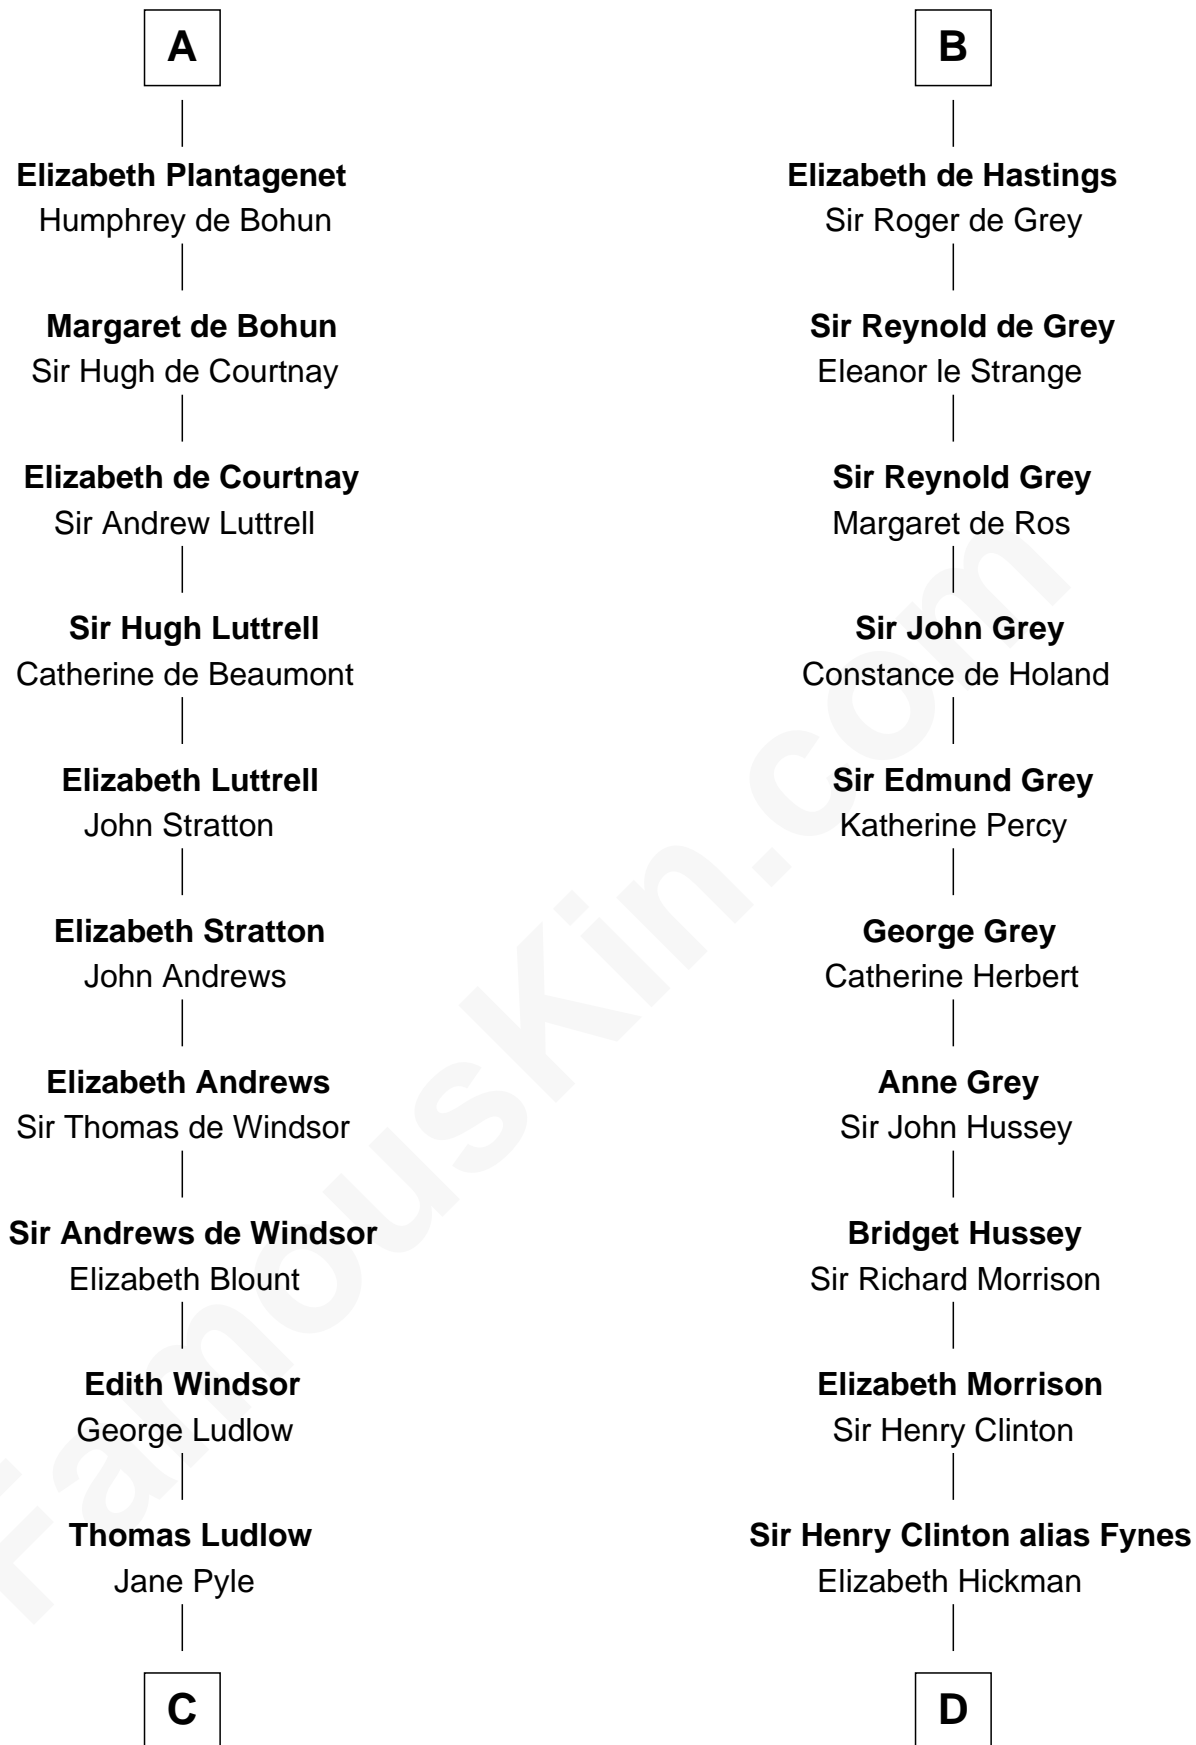 A
Elizabeth Plantagenet
Humphrey de Bohun
Margaret de Bohun
Sir Hugh de Courtnay
Elizabeth de Courtnay
Sir Andrew Luttrell
Sir Hugh Luttrell
Catherine de Beaumont
Elizabeth Luttrell
John Stratton
Elizabeth Stratton
John Andrews
Elizabeth Andrews
Sir Thomas de Windsor
Sir Andrews de Windsor
Elizabeth Blount
Edith Windsor
George Ludlow
Thomas Ludlow
Jane Pyle
C
B
Elizabeth de Hastings
Sir Roger de Grey
Sir Reynold de Grey
Eleanor le Strange
Sir Reynold Grey
Margaret de Ros
Sir John Grey
Constance de Holand
Sir Edmund Grey
Katherine Percy
George Grey
Catherine Herbert
Anne Grey
Sir John Hussey
Bridget Hussey
Sir Richard Morrison
Elizabeth Morrison
Sir Henry Clinton
Sir Henry Clinton alias Fynes
Elizabeth Hickman
D
FamousKin.com